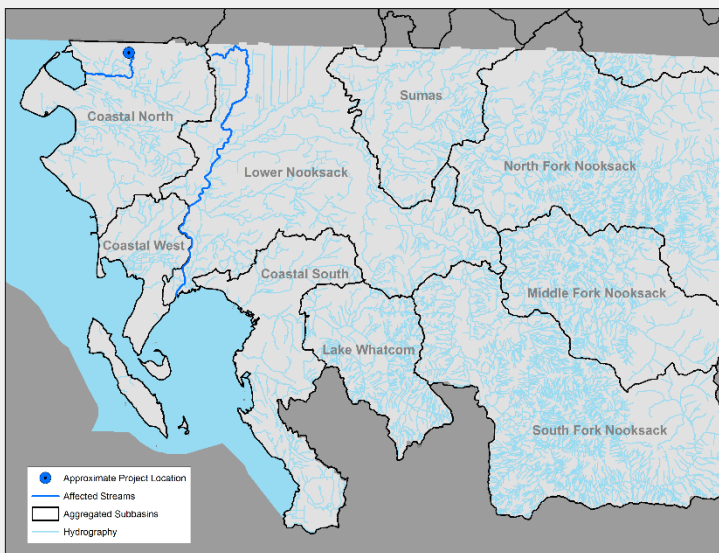 Sumas
Coastal North
North Fork Nooksack
Lower Nooksack
Coastal West
Coastal South
Middle Fork Nooksack
Lake Whatcom
South Fork Nooksack
Approximate Project Location
Affected Streams
Aggregated Subbasins
Hydrography